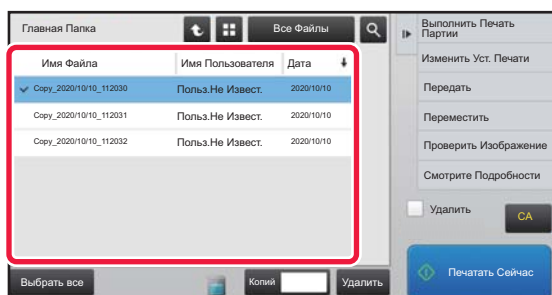 Главная Папка
Все Файлы
Имя Файла
Имя Пользователя
Дата
Copy_2020/10/10_112030
Польз.Не Извест.
2020/10/10
Copy_2020/10/10_112031
Польз.Не Извест.
2020/10/10
Copy_2020/10/10_112032
Польз.Не Извест.
2020/10/10
Выбрать все
Копий
Удалить
Выполнить Печать
Партии
Изменить Уст. Печати
Передать
Переместить
Проверить Изображение
Смотрите Подробности
Удалить
CA
Печатать Сейчас